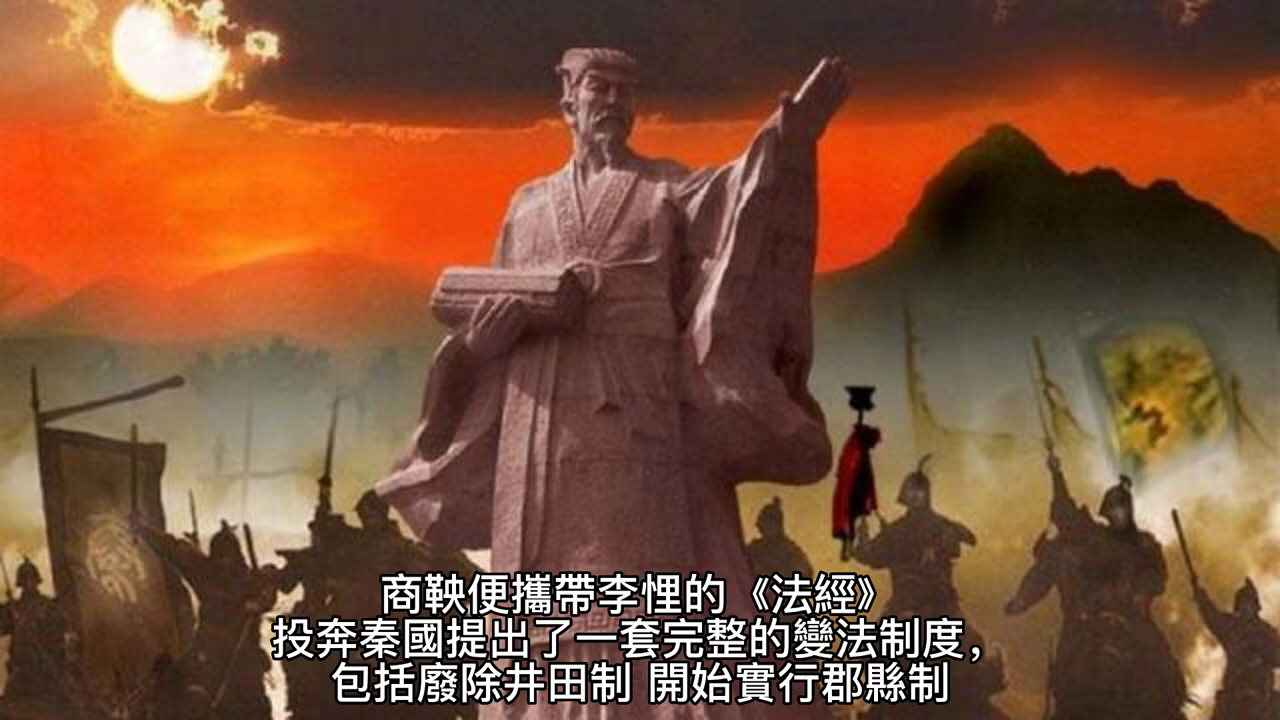 商鞅便攜帶李悝的《法經》
投奔秦國提出了一套完整的變法制度,
包括廢除井田制 開始實行郡縣制